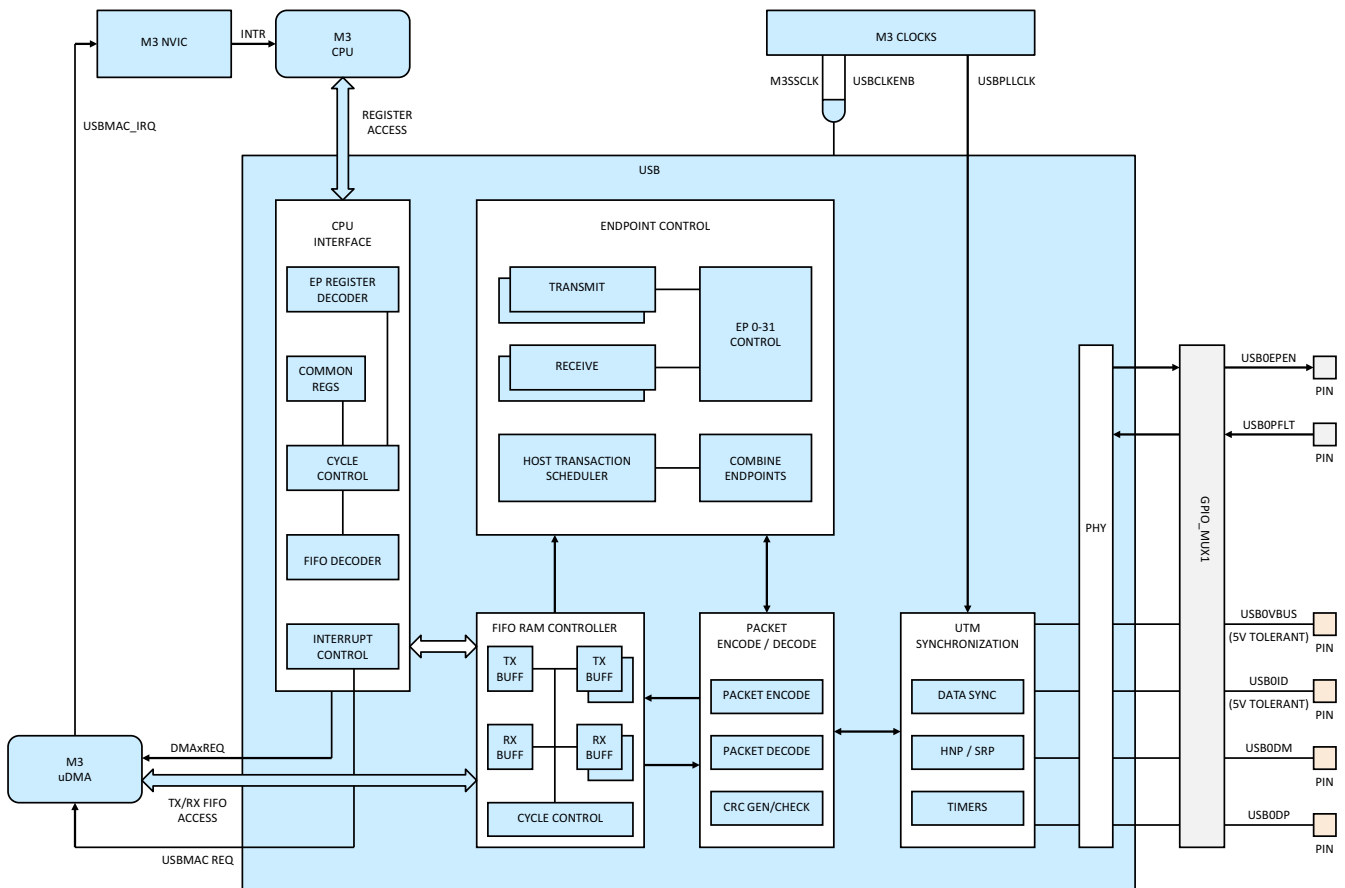 M3 NVIC
INTR
M3
CPU
M3 CLOCKS
M3SSCLK
USBCLKENB
USBPLLCLK
USBMAC_IRQ
REGISTER
ACCESS
USB
CPU
INTERFACE
EP REGISTER
DECODER
COMMON
REGS
CYCLE
CONTROL
FIFO DECODER
INTERRUPT
CONTROL
ENDPOINT CONTROL
TRANSMIT
RECEIVE
EP 0-31
CONTROL
HOST TRANSACTION
SCHEDULER
COMBINE
ENDPOINTS
FIFO RAM CONTROLLER
TX
BUFF
TX
BUFF
RX
BUFF
RX
BUFF
CYCLE CONTROL
PACKET
ENCODE / DECODE
PACKET ENCODE
PACKET DECODE
CRC GEN/CHECK
UTM
SYNCHRONIZATION
DATA SYNC
HNP / SRP
TIMERS
PHY
GPIO_MUX1
USB0EPEN
PIN
USB0PFLT
PIN
USB0VBUS
(5V TOLERANT)
PIN
USB0ID
(5V TOLERANT)
PIN
USB0DM
PIN
USB0DP
PIN
M3
uDMA
DMAxREQ
TX/RX FIFO
ACCESS
USBMAC REQ